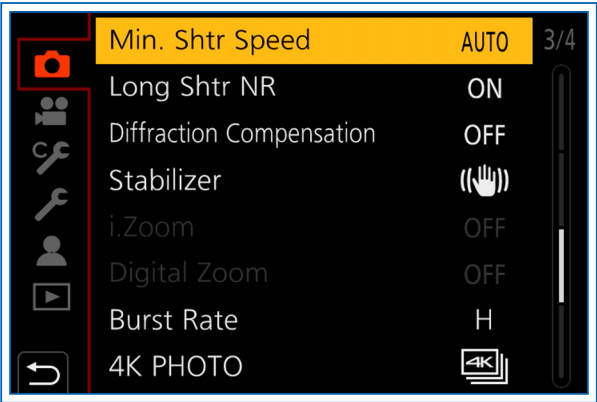 Min. Shtr Speed AUTO 3/4
Long Shtr NR ON
Diffraction Compensation OFF
Stabilizer
i.Zoom OFF
Digital Zoom OFF
Burst Rate H
4K PHOTO 4K